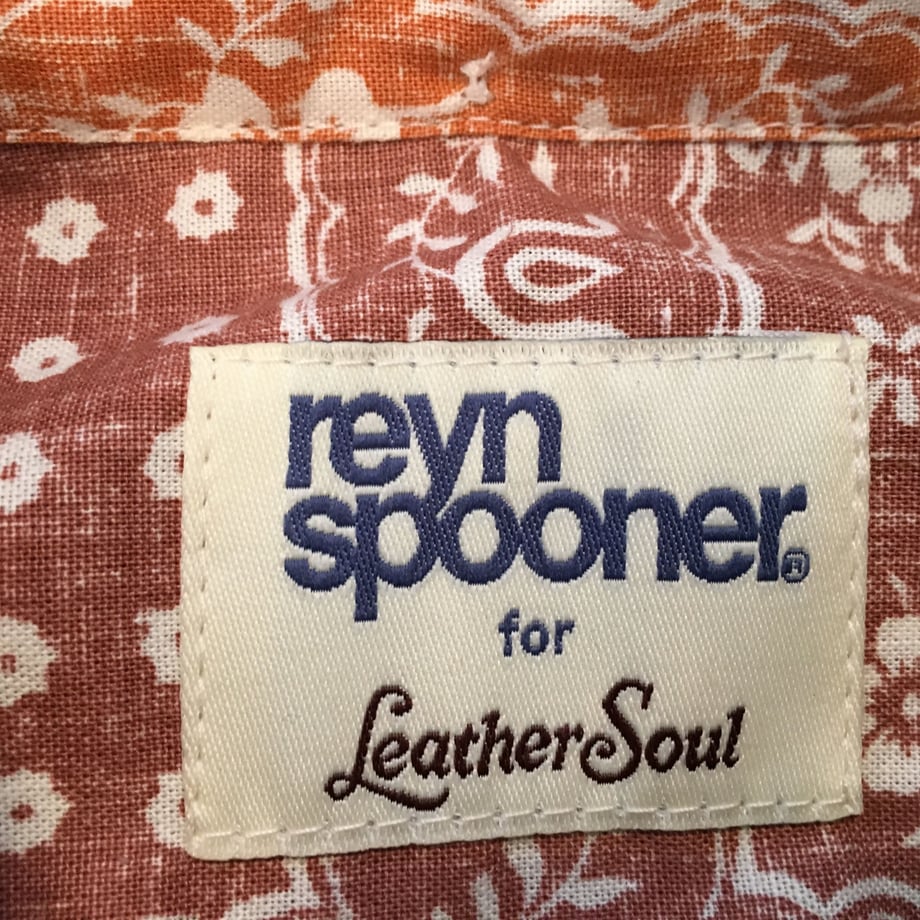 reyn
spooner®
for
Leather Soul